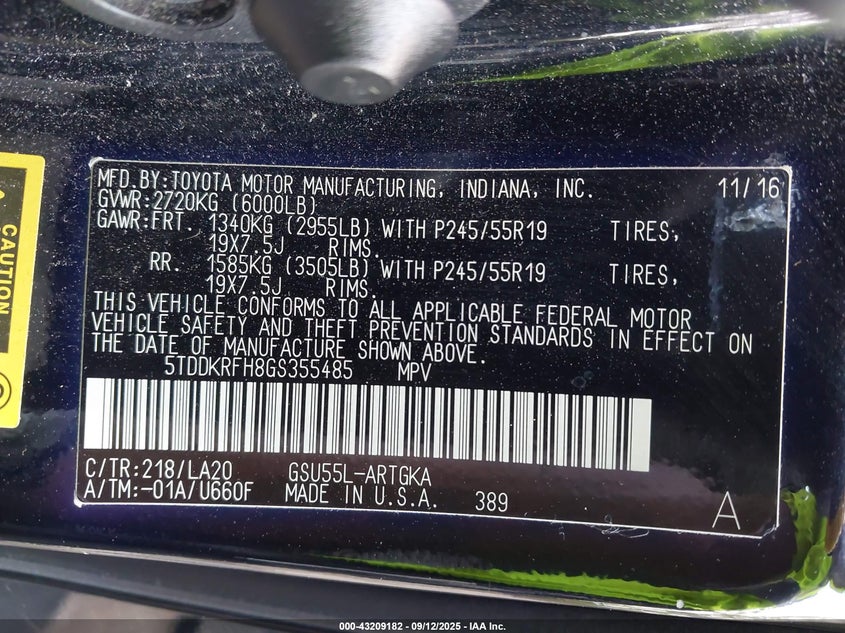 MFD.BY:TOYOTA MOTOR MANUFACTURING, INDIANA, INC. 11/16
GVWR:2720KG (6000LB)
GAWR:FRT. 1340KG (2955LB) WITH P245/55R19 TIRES,
19X7.5J RIMS.
RR. 1585KG (3505LB) WITH P245/55R19 TIRES,
19X7.5J RIMS.
THIS VEHICLE CONFORMS TO ALL APPLICABLE FEDERAL MOTOR
VEHICLE SAFETY AND THEFT PREVENTION STANDARDS IN EFFECT ON
THE DATE OF MANUFACTURE SHOWN ABOVE.
5TDDKRFH8GS355485 MPV
C/TR:218/LA20 GSU55L-ARTGKA
A/TM:-01A/U660F MADE IN U.S.A. 389 A
CAUTION
000-43209182 - 09/12/2025 - IAA Inc.